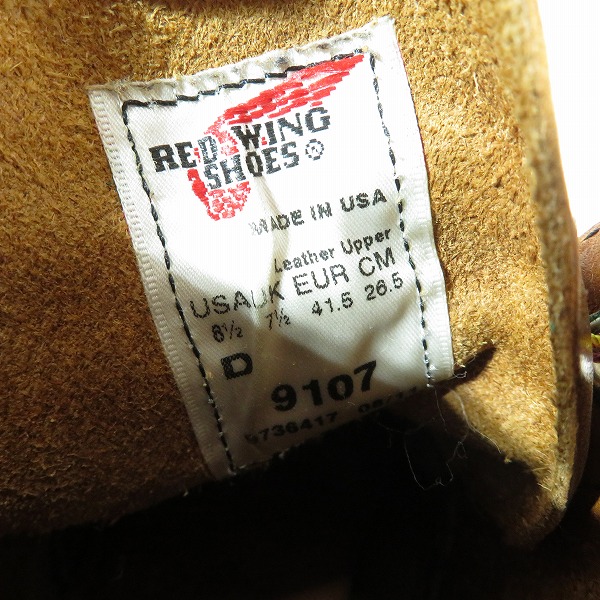 RED WING
SHOES®
MADE IN USA
Leather Upper
USA UK EUR CM
8½ 7½ 41.5 26.5
D
9107